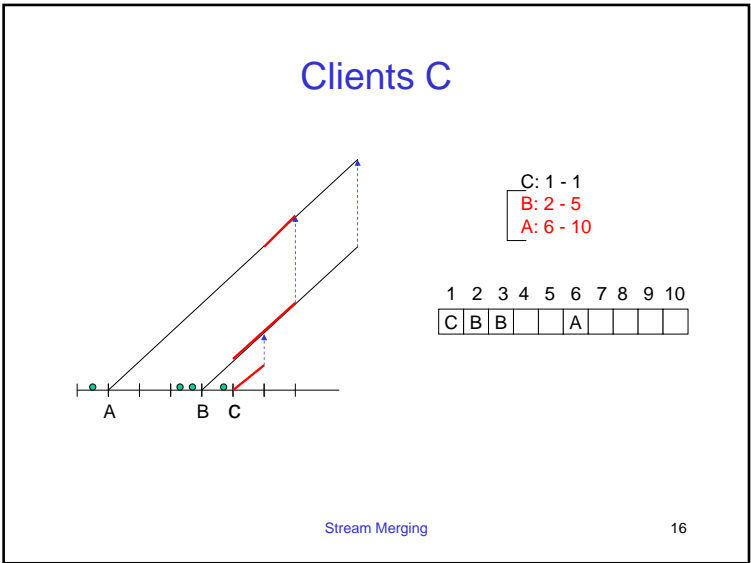 Clients C
C: 1 - 1
B: 2 - 5
A: 6 - 10
1 2 3 4 5 6 7 8 9 10
C B B A
A B C
Stream Merging 16